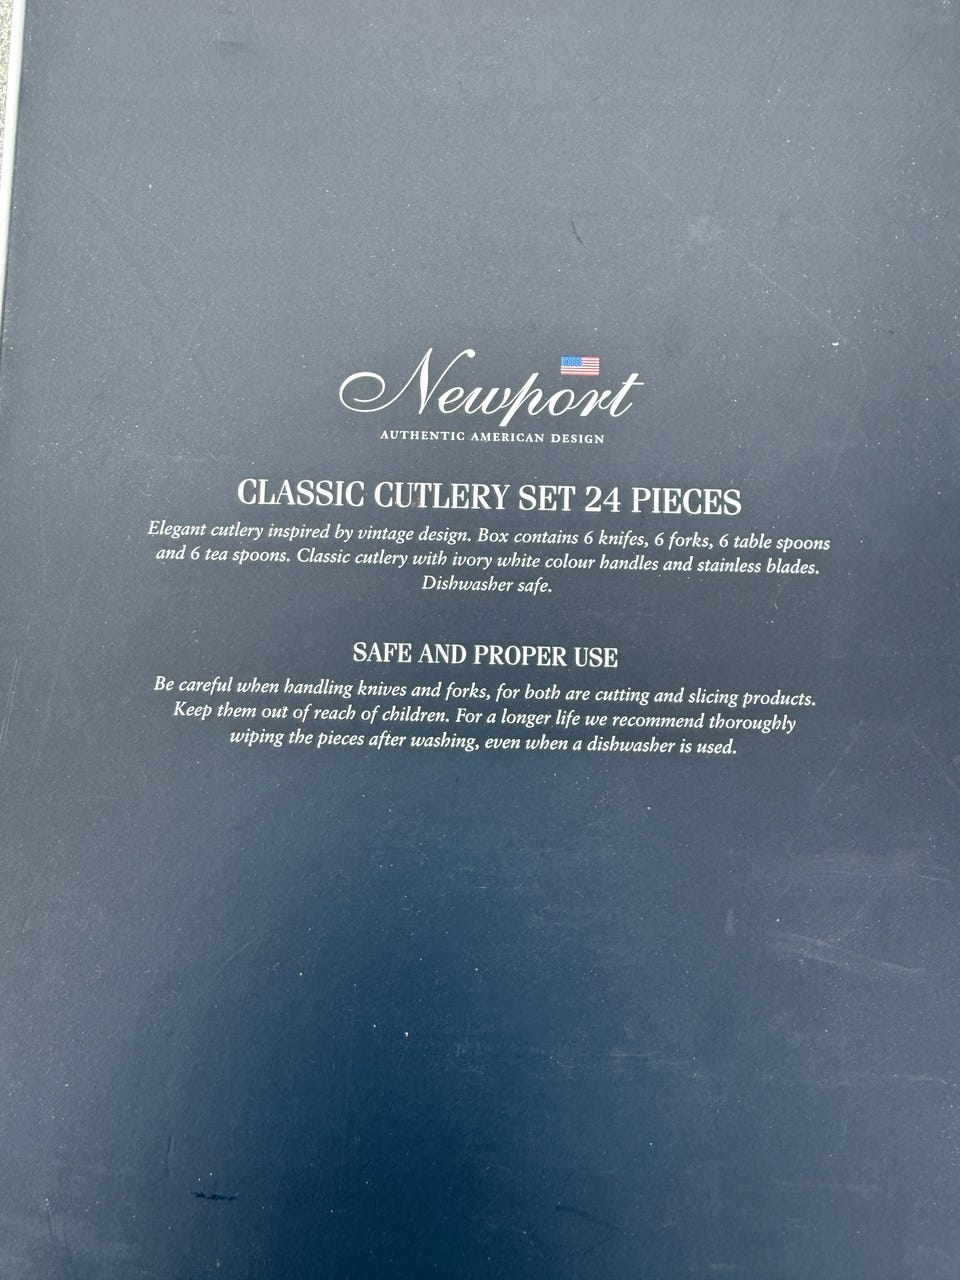 Newport
AUTHENTIC AMERICAN DESIGN
CLASSIC CUTLERY SET 24 PIECES
Elegant cutlery inspired by vintage design. Box contains 6 knifes, 6 forks, 6 table spoons
and 6 tea spoons. Classic cutlery with ivory white colour handles and stainless blades.
Dishwasher safe.
SAFE AND PROPER USE
Be careful when handling knives and forks, for both are cutting and slicing products.
Keep them out of reach of children. For a longer life we recommend thoroughly
wiping the pieces after washing, even when a dishwasher is used.